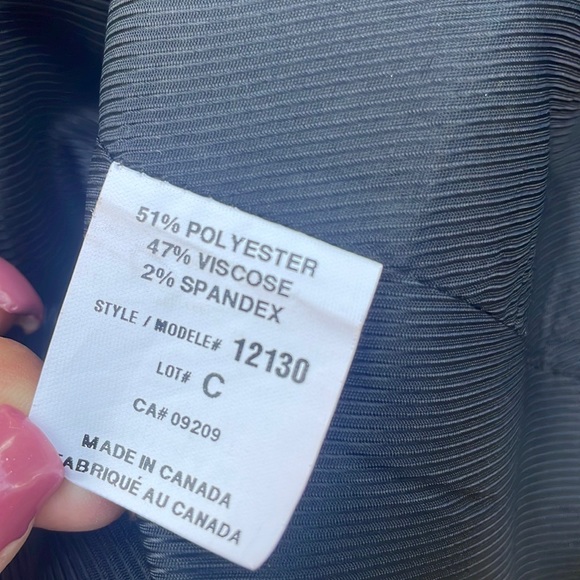 51% POLYESTER
47% VISCOSE
2% SPANDEX
STYLE / MODELE# 12130
LOT# C
CA# 09209
MADE IN CANADA
FABRIQUÉ AU CANADA